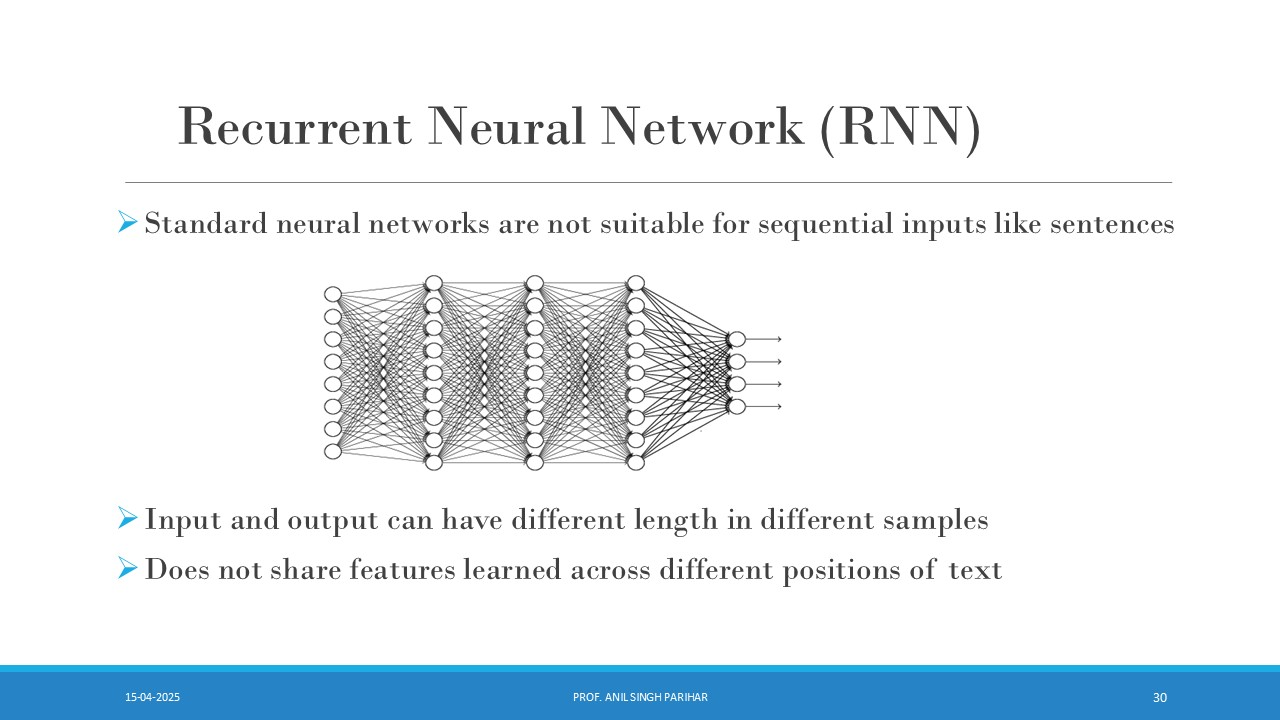 Recurrent Neural Network (RNN)
Standard neural networks are not suitable for sequential inputs like sentences
Input and output can have different length in different samples
Does not share features learned across different positions of text
15-04-2025
PROF. ANIL SINGH PARIHAR
30